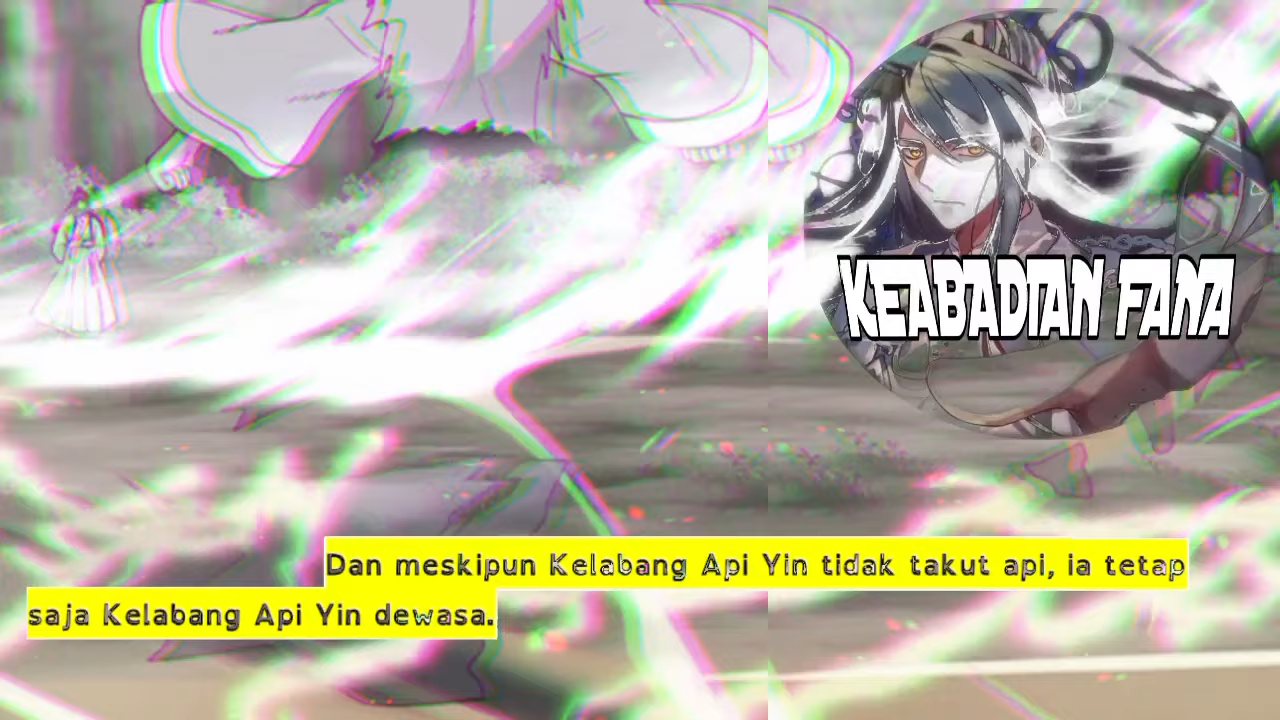 KEABADIAN FANA
Dan meskipun Kelabang Api Yin tidak takut api, ia tetap
saja Kelabang Api Yin dewasa.